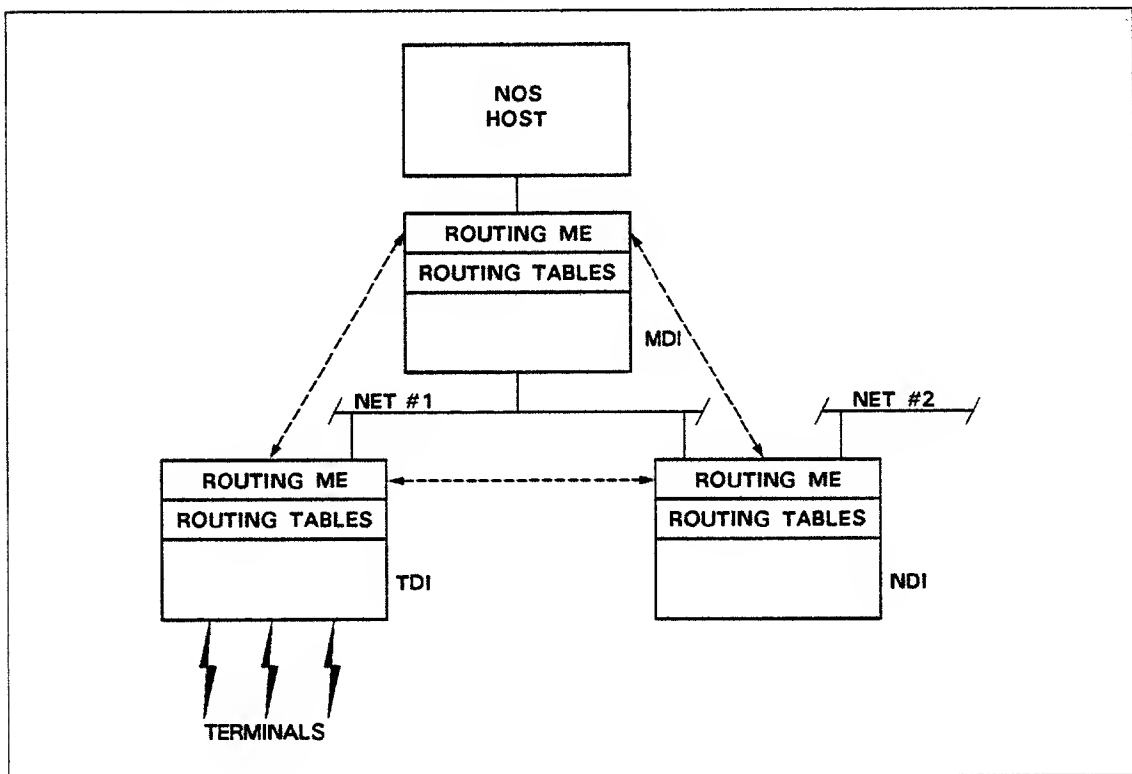 NOS
HOST
ROUTING ME
ROUTING TABLES
MDI
NET #1
NET #2
ROUTING ME
ROUTING TABLES
TDI
ROUTING ME
ROUTING TABLES
NDI
TERMINALS